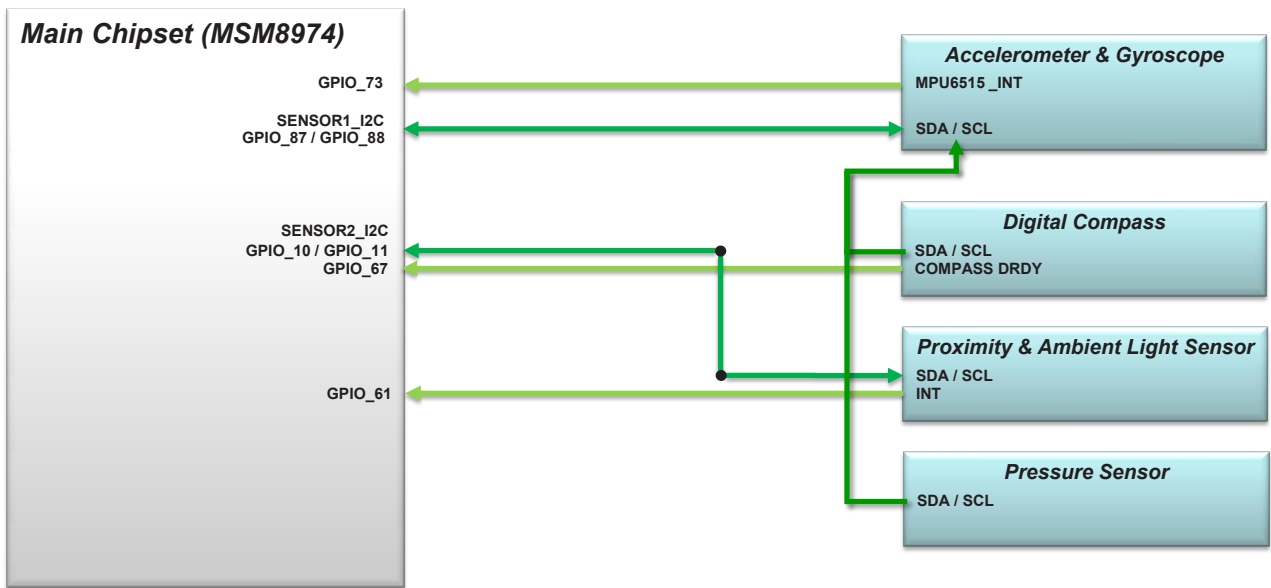 Main Chipset (MSM8974)
GPIO_73
SENSOR1_I2C
GPIO_87 / GPIO_88
SENSOR2_I2C
GPIO_10 / GPIO_11
GPIO_67
GPIO_61
Accelerometer & Gyroscope
MPU6515 _INT
SDA / SCL
Digital Compass
SDA / SCL
COMPASS DRDY
Proximity & Ambient Light Sensor
SDA / SCL
INT
Pressure Sensor
SDA / SCL